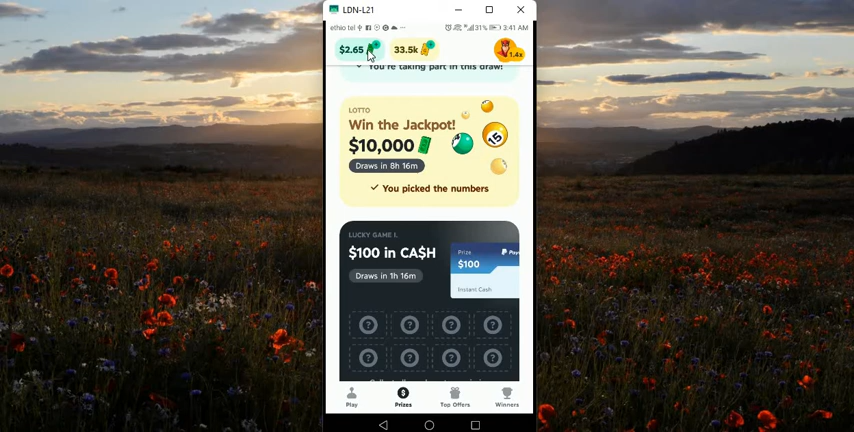 LDN-L21
ethio tel 31% 3:41 AM
$2.65 33.5k 1.4x
You're taking part in this draw!
LOTTO
Win the Jackpot!
$10,000
15
Draws in 8h 16m
You picked the numbers
LUCKY GAME I.
$100 in CA$H
Draws in 1h 16m
Prize
$100
Instant Cash
? ? ? ?
? ? ? ?
Play Prizes Top Offers Winners